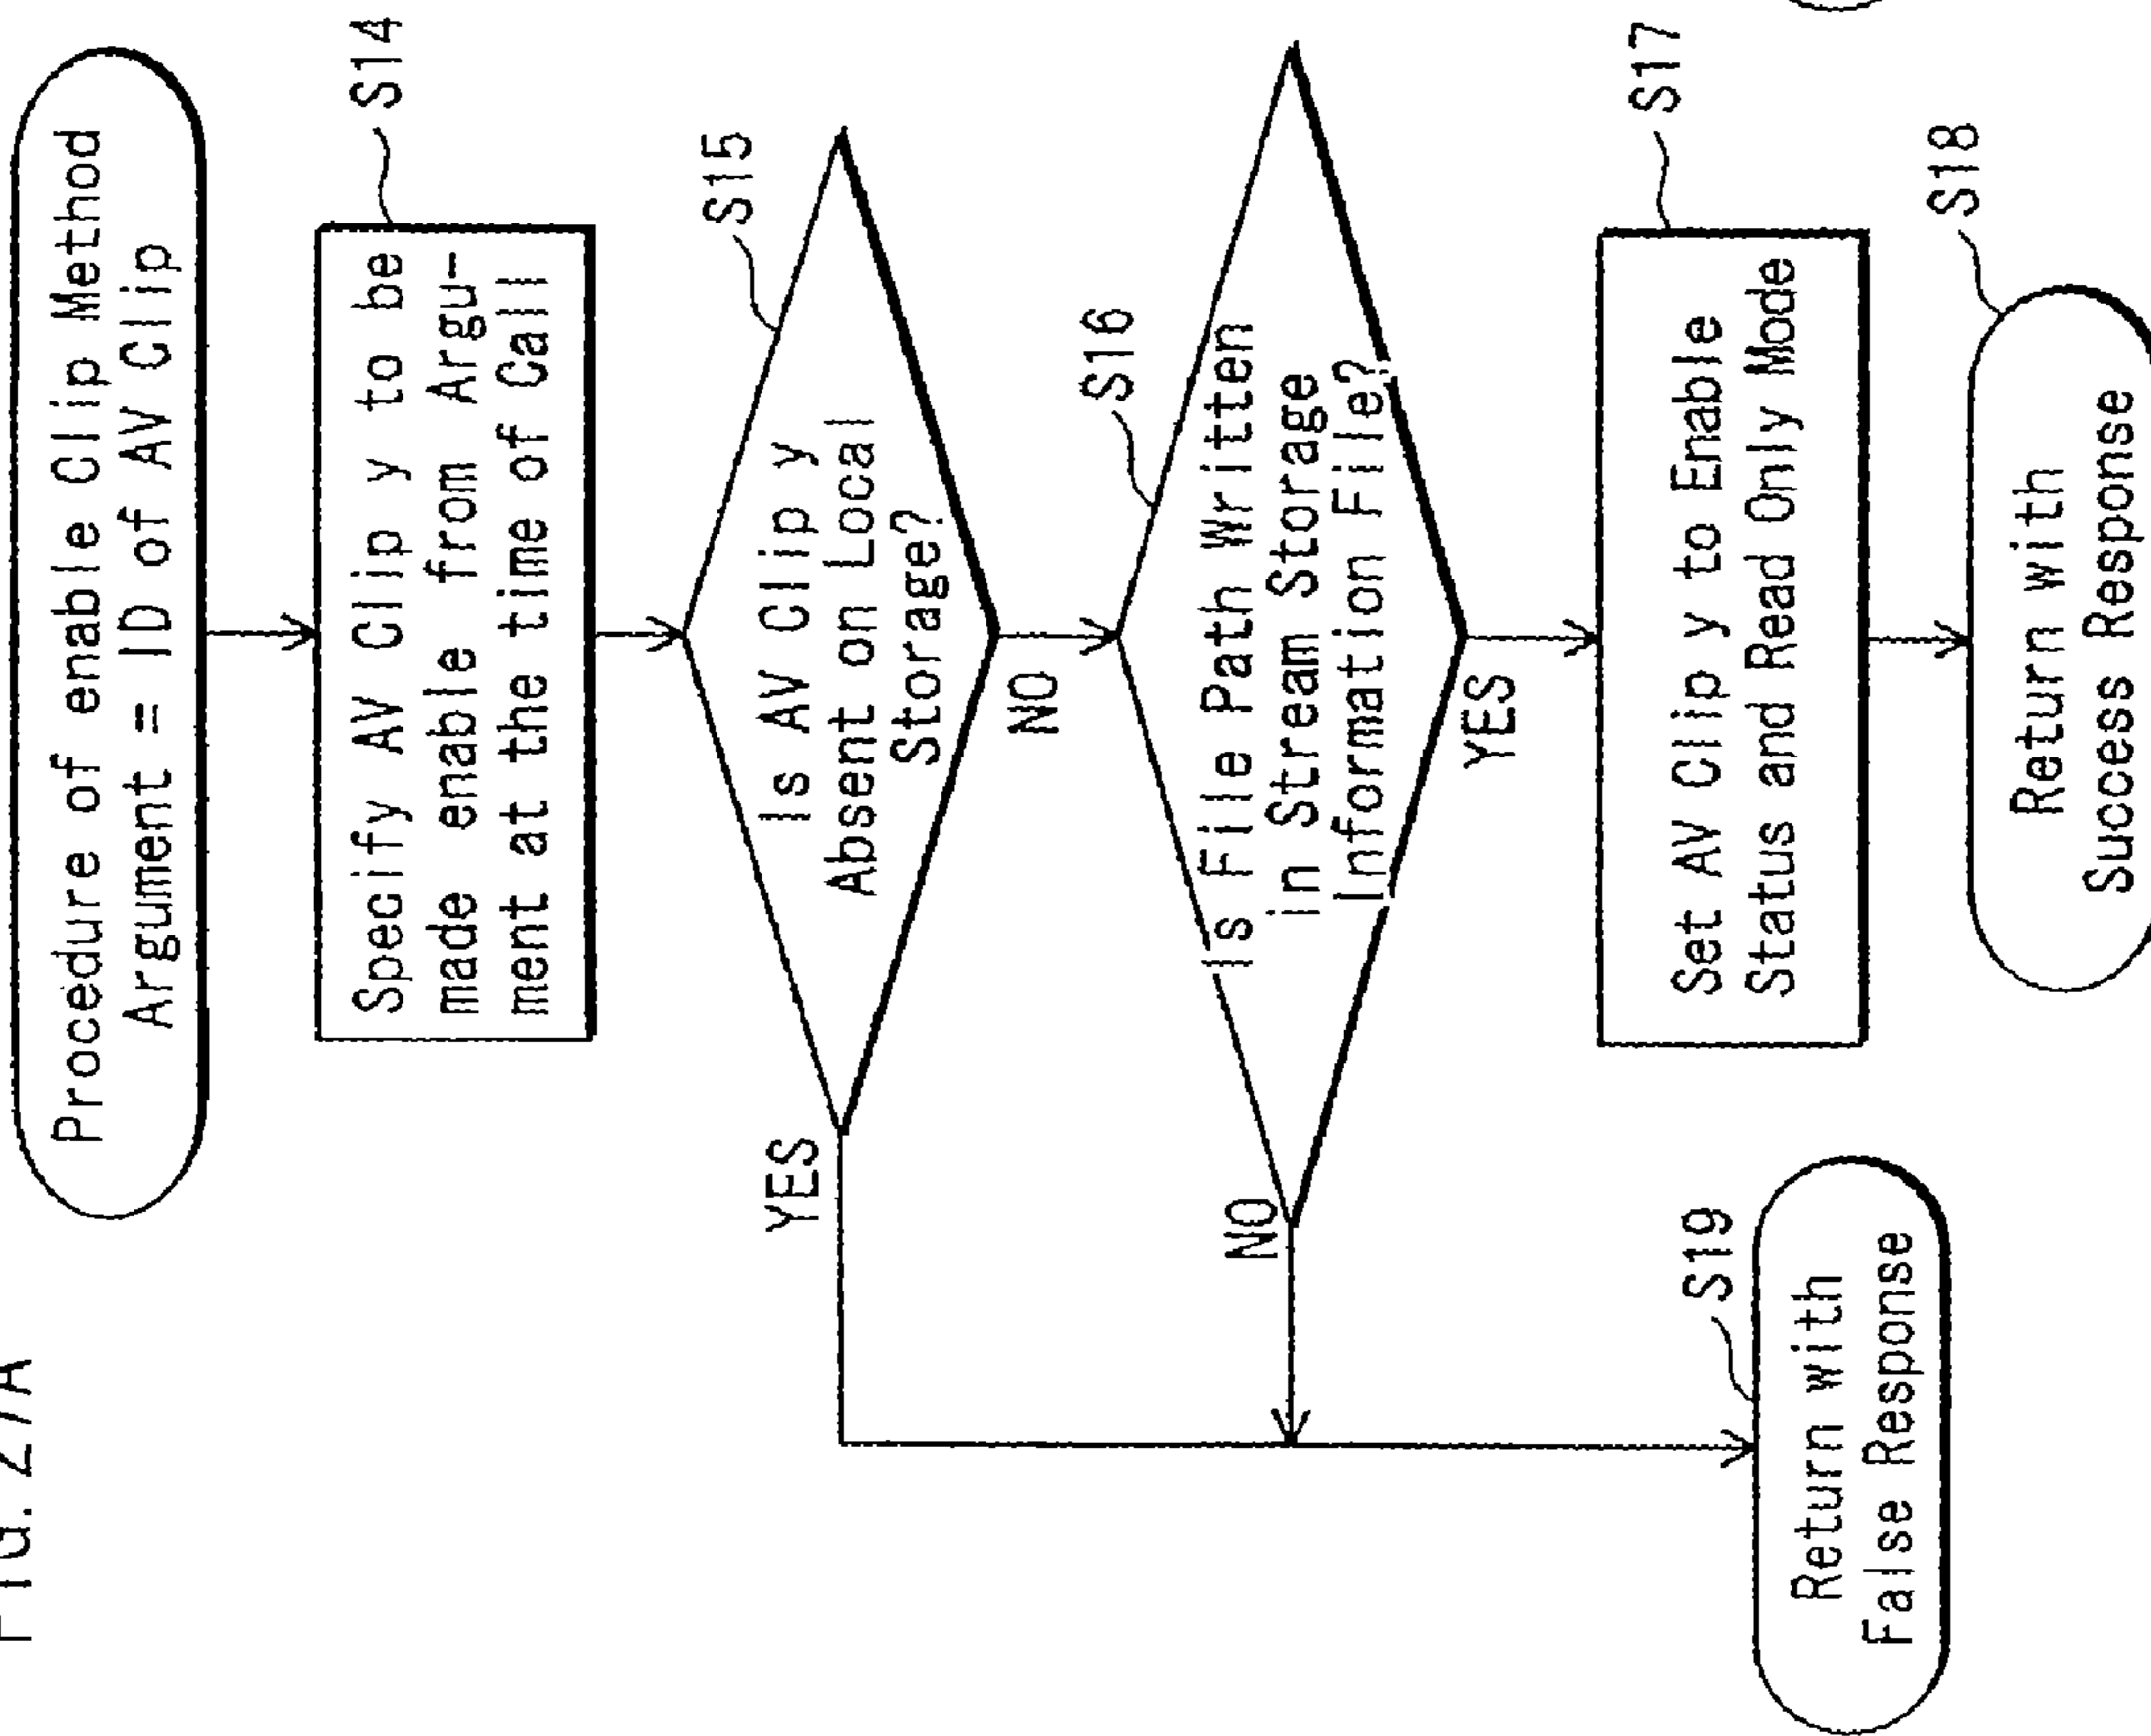 FIG. 27A
Procedure of enable Clip Method
Argument = ID of AV Clip
S14
Specify AV Clip y to be
made enable from Argu-
ment at the time of Call
S15
Is AV Clip y
Absent on Local
Storage?
YES
NO
S16
Is File Path Written
in Stream Storage
Information File?
NO
YES
S17
Set AV Clip y to Enable
Status and Read Only Mode
S18
Return with
Success Response
S19
Return with
False Response